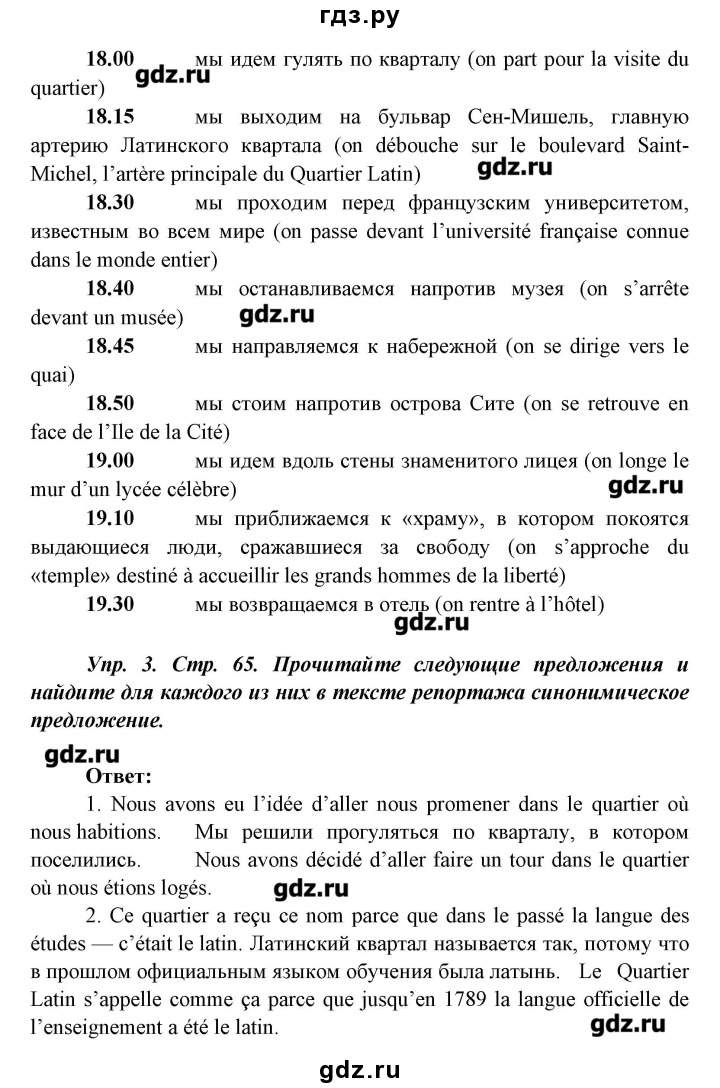 гдз.ру
18.00 мы идем гулять по кварталу (on part pour la visite du
gdz.ru
quartier)
18.15 мы выходим на бульвар Сен-Мишель, главную
артерию Латинского квартала (on débouche sur le boulevard Saint-
Michel, l’artère principale du Quartier Latin)
gdz.ru
18.30 мы проходим перед французским университетом,
известным во всем мире (on passe devant l’université française connue
dans le monde entier)
18.40 мы останавливаемся напротив музея (on s’arrête
devant un musée)
gdz.ru
18.45 мы направляемся к набережной (on se dirige vers le
quai)
18.50 мы стоим напротив острова Сите (on se retrouve en
face de l’Ile de la Cité)
19.00 мы идем вдоль стены знаменитого лицея (on longe le
mur d’un lycée célèbre)
gdz.ru
19.10 мы приближаемся к «храму», в котором покоятся
выдающиеся люди, сражавшиеся за свободу (on s’approche du
«temple» destiné à accueillir les grands hommes de la liberté)
19.30 мы возвращаемся в отель (on rentre à l’hôtel)
gdz.ru
Упр. 3. Стр. 65. Прочитайте следующие предложения и
найдите для каждого из них в тексте репортажа синонимическое
предложение.
gdz.ru
Ответ:
1. Nous avons eu l’idée d’aller nous promener dans le quartier où
nous habitions. Мы решили прогуляться по кварталу, в котором
поселились. Nous avons décidé d’aller faire un tour dans le quartier
où nous étions logés.
gdz.ru
2. Ce quartier a reçu ce nom parce que dans le passé la langue des
études — c’était le latin. Латинский квартал называется так, потому что
в прошлом официальным языком обучения была латынь. Le Quartier
Latin s’appelle comme ça parce que jusqu’en 1789 la langue officielle de
l’enseignement a été le latin.
gdz.ru
gdz.ru